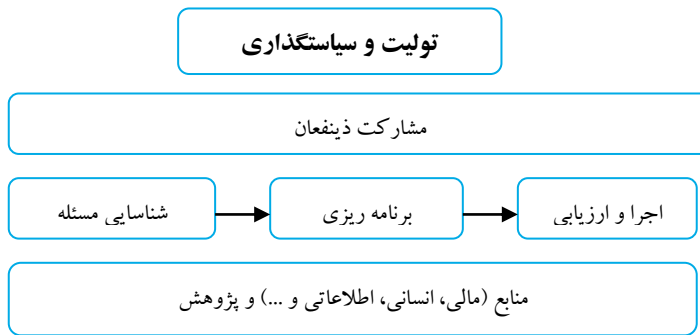 تولیت و سیاستگذاری
مشارکت ذینفعان
شناسایی مسئله
برنامه ریزی
اجرا و ارزیابی
منابع (مالی، انسانی، اطلاعاتی و ...) و پژوهش